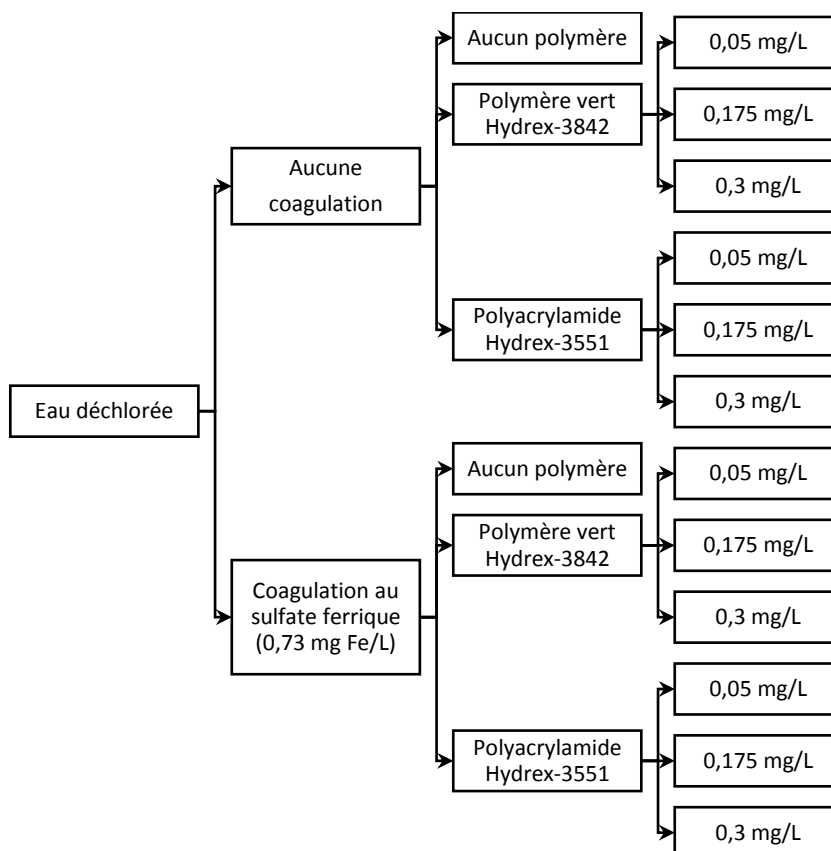 Eau déchlorée
Aucune
coagulation
Aucun polymère
Polymère vert
Hydrex-3842
0,05 mg/L
0,175 mg/L
0,3 mg/L
Polyacrylamide
Hydrex-3551
0,05 mg/L
0,175 mg/L
0,3 mg/L
Coagulation au
sulfate ferrique
(0,73 mg Fe/L)
Aucun polymère
Polymère vert
Hydrex-3842
0,05 mg/L
0,175 mg/L
0,3 mg/L
Polyacrylamide
Hydrex-3551
0,05 mg/L
0,175 mg/L
0,3 mg/L